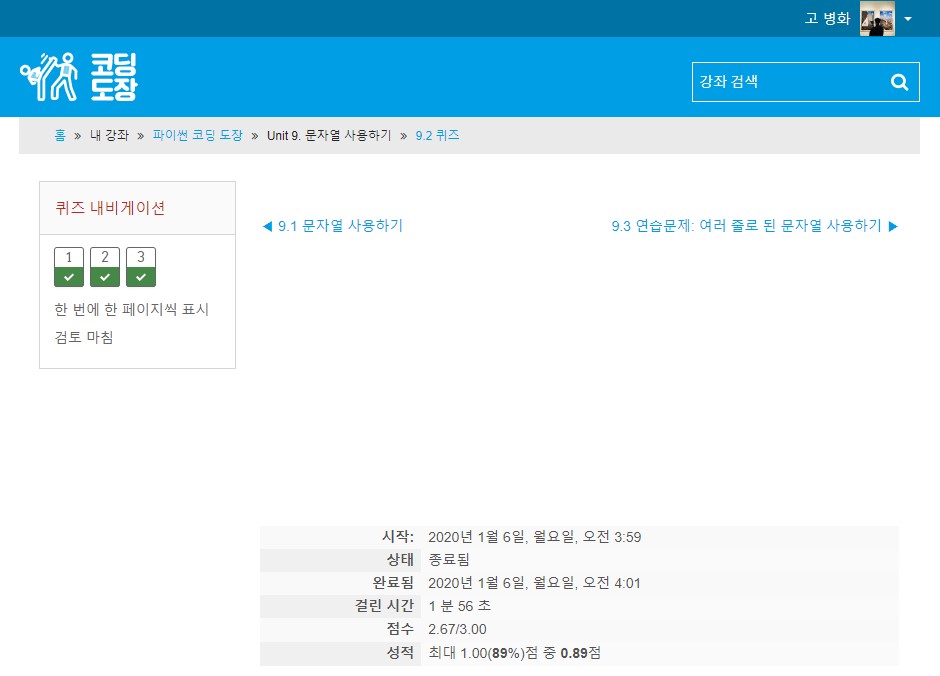 고 병화
코딩
도장
강좌 검색
홈 » 내 강좌 » 파이썬 코딩 도장 » Unit 9. 문자열 사용하기 » 9.2 퀴즈
퀴즈 내비게이션
1 2 3
한 번에 한 페이지씩 표시
검토 마침
◀ 9.1 문자열 사용하기
9.3 연습문제: 여러 줄로 된 문자열 사용하기 ▶
시작: 2020년 1월 6일, 월요일, 오전 3:59
상태 종료됨
완료됨 2020년 1월 6일, 월요일, 오전 4:01
걸린 시간 1 분 56 초
점수 2.67/3.00
성적 최대 1.00(89%)점 중 0.89점